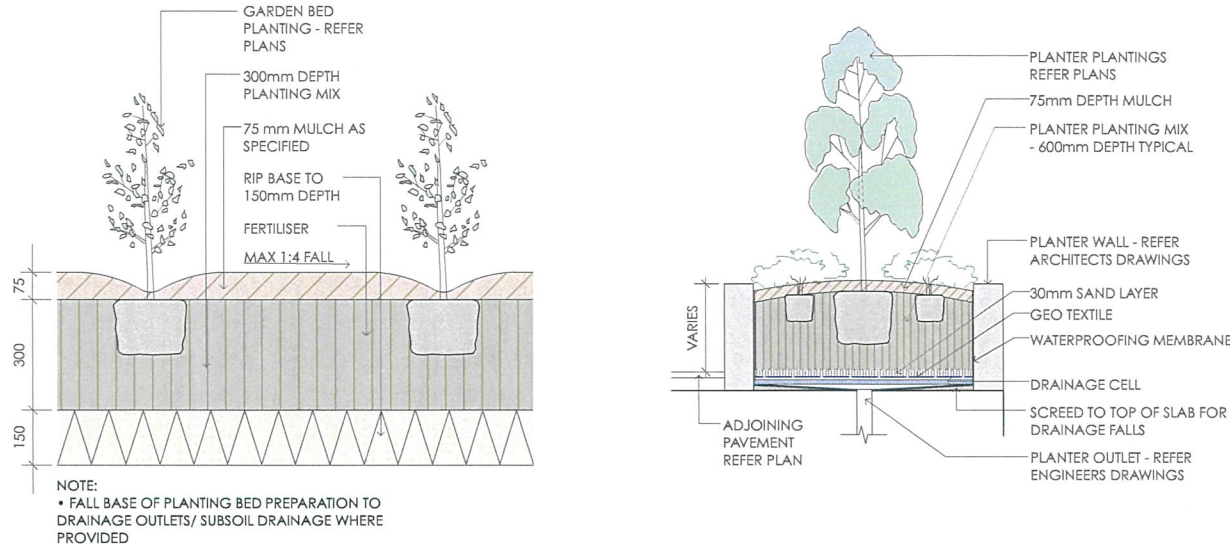 GARDEN BED
PLANTING - REFER
PLANS
300mm DEPTH
PLANTING MIX
75 mm MULCH AS
SPECIFIED
RIP BASE TO
150mm DEPTH
FERTILISER
MAX 1:4 FALL
75
300
150
NOTE:
• FALL BASE OF PLANTING BED PREPARATION TO
DRAINAGE OUTLETS/ SUBSOIL DRAINAGE WHERE
PROVIDED
PLANTER PLANTINGS
REFER PLANS
75mm DEPTH MULCH
PLANTER PLANTING MIX
- 600mm DEPTH TYPICAL
PLANTER WALL - REFER
ARCHITECTS DRAWINGS
30mm SAND LAYER
GEO TEXTILE
WATERPROOFING MEMBRANE
DRAINAGE CELL
SCREED TO TOP OF SLAB FOR
DRAINAGE FALLS
PLANTER OUTLET - REFER
ENGINEERS DRAWINGS
VARIES
ADJOINING
PAVEMENT
REFER PLAN